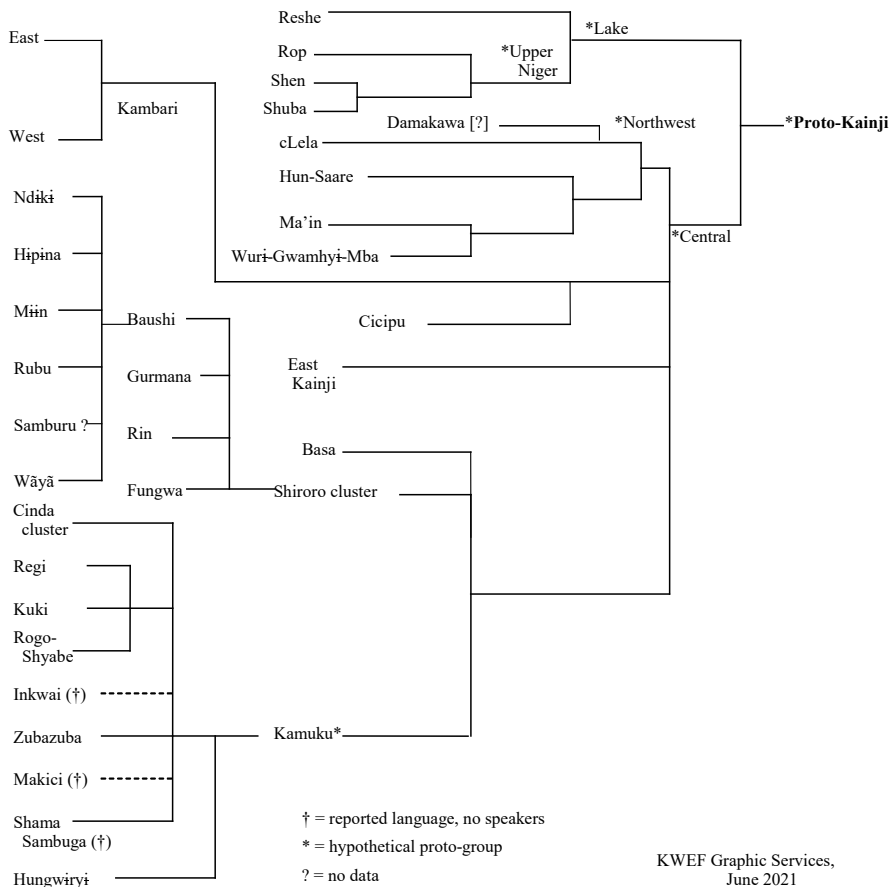 Reshe
*Lake
East
Rop
*Upper
Niger
Shen
Kambari
Shuba
Damakawa [?]
*Northwest
*Proto-Kainji
West
cLela
Hun-Saare
Ndɨkɨ
Ma’in
*Central
Hɨpɨna
Wurɨ-Gwamhyɨ-Mba
Mɨɨn
Baushi
Cicipu
Rubu
Gurmana
East
Kainji
Samburu ?
Rin
Basa
Wãyã
Fungwa
Shiroro cluster
Cinda
cluster
Regi
Kuki
Rogo-
Shyabe
Inkwai (†)
Zubazuba
Kamuku*
Makici (†)
Shama
Sambuga (†)
† = reported language, no speakers
* = hypothetical proto-group
? = no data
Hungwɨryɨ
KWEF Graphic Services,
June 2021